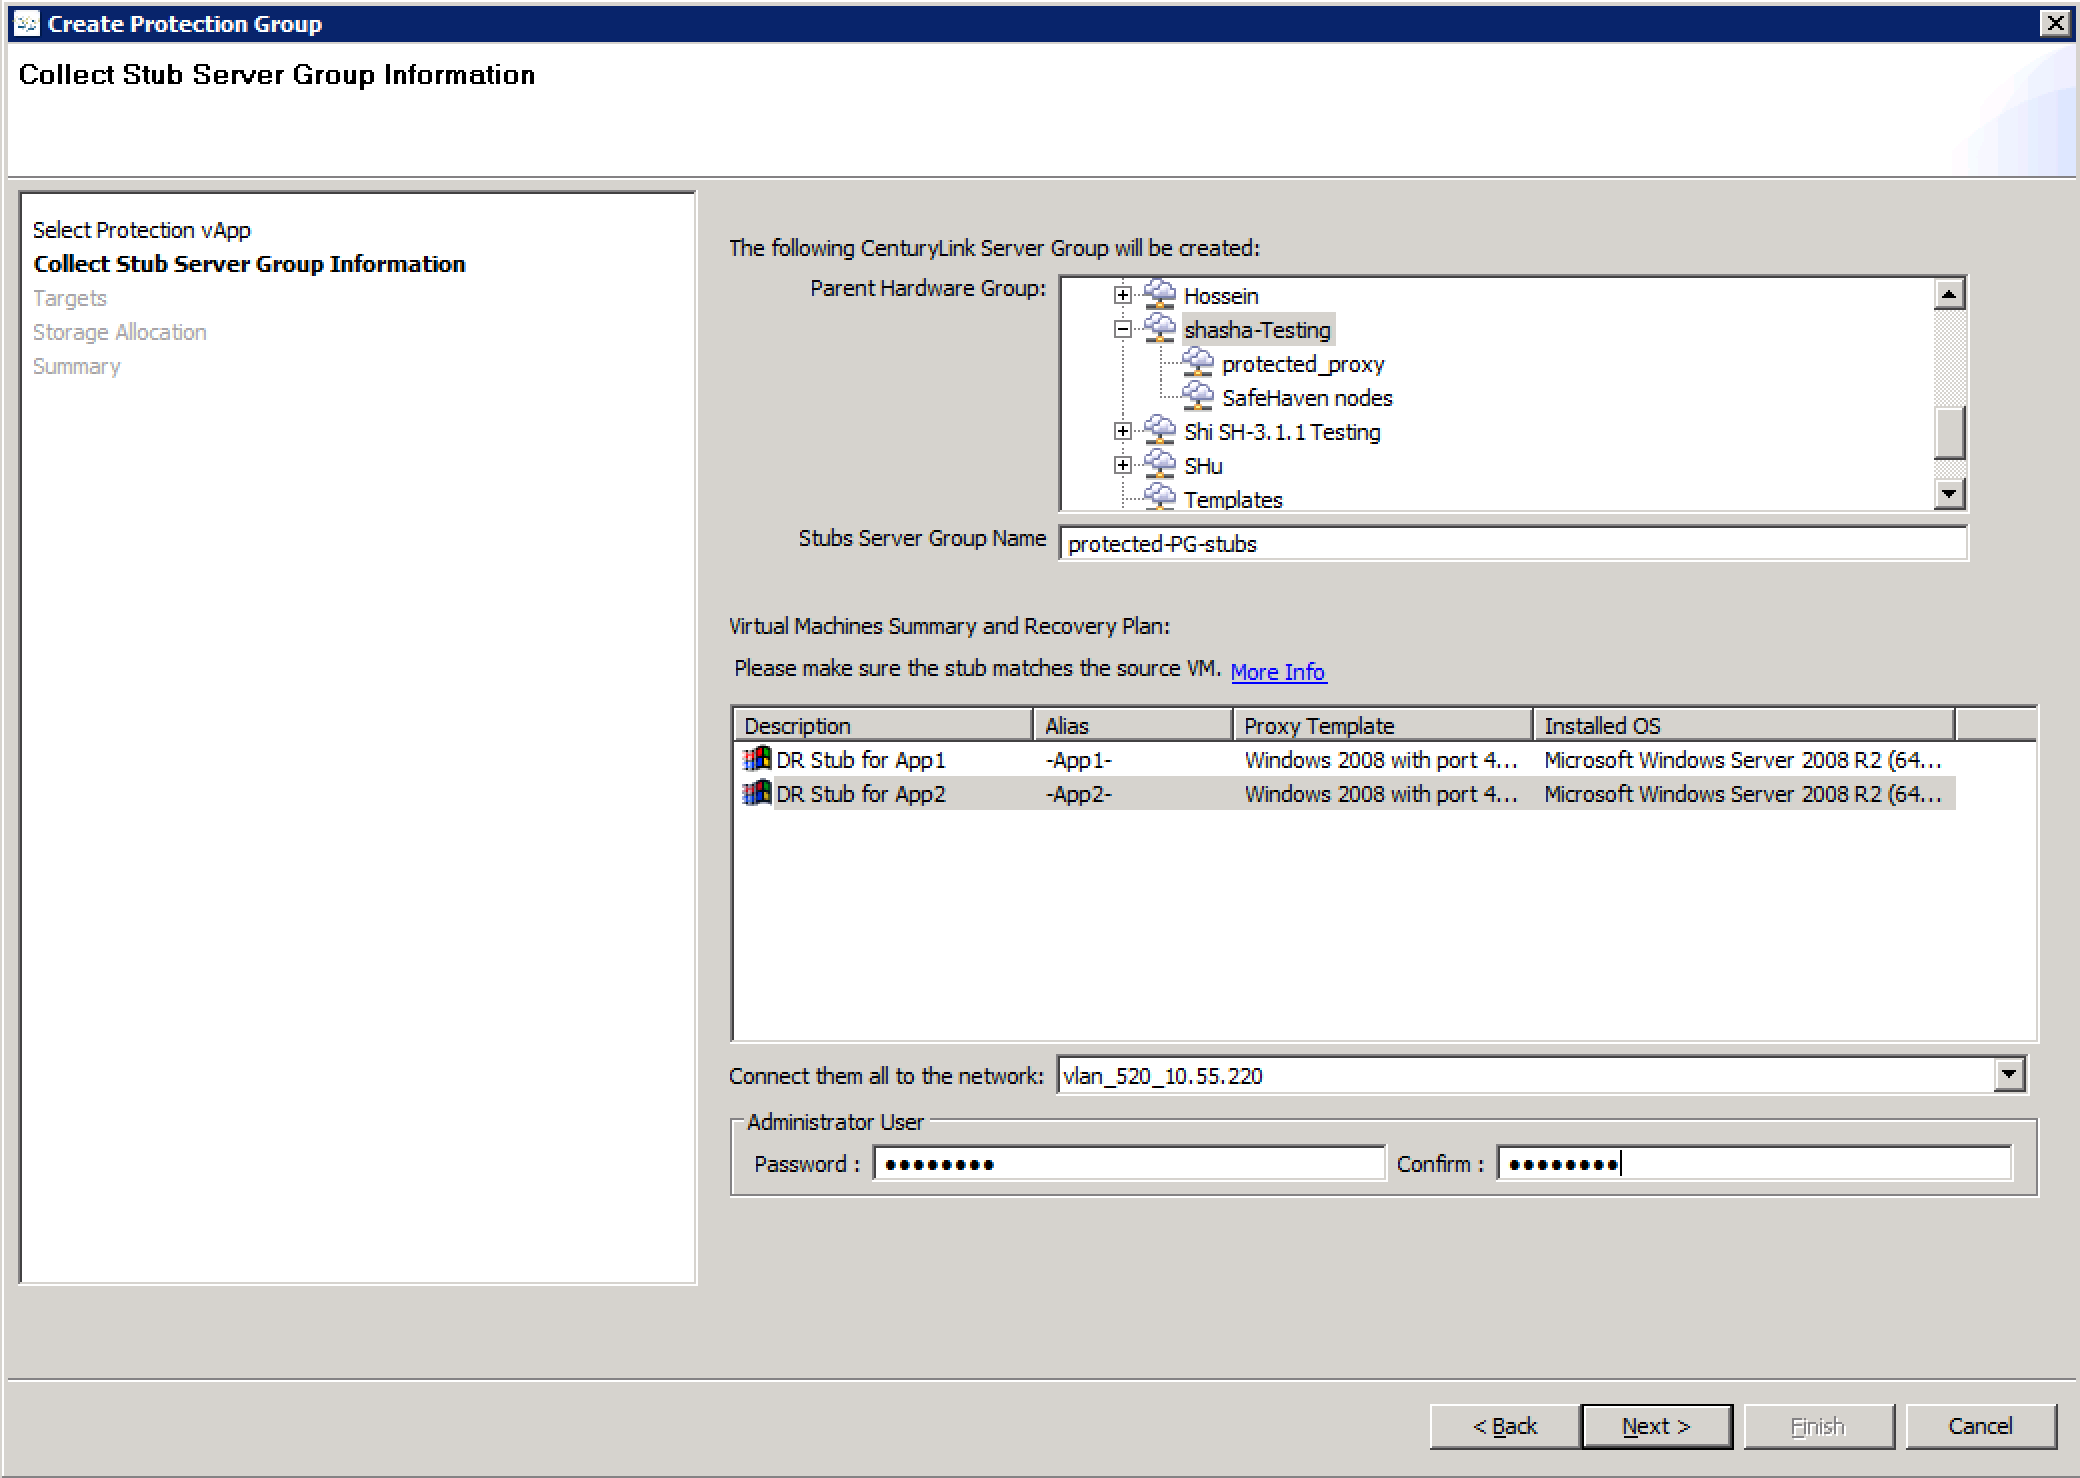 Create Protection Group
Collect Stub Server Group Information
Select Protection vApp
Collect Stub Server Group Information
Targets
Storage Allocation
Summary
The following CenturyLink Server Group will be created:
Parent Hardware Group:
Hossein
shasha-Testing
protected_proxy
SafeHaven nodes
Shi SH-3.1.1 Testing
SHu
Templates
Stubs Server Group Name
protected-PG-stubs
Virtual Machines Summary and Recovery Plan:
Please make sure the stub matches the source VM. More Info
Description Alias Proxy Template Installed OS
DR Stub for App1 -App1- Windows 2008 with port 4... Microsoft Windows Server 2008 R2 (64...
DR Stub for App2 -App2- Windows 2008 with port 4... Microsoft Windows Server 2008 R2 (64...
Connect them all to the network: vlan_520_10.55.220
Administrator User
Password : ●●●●●●●● Confirm : ●●●●●●●●
< Back Next > Finish Cancel